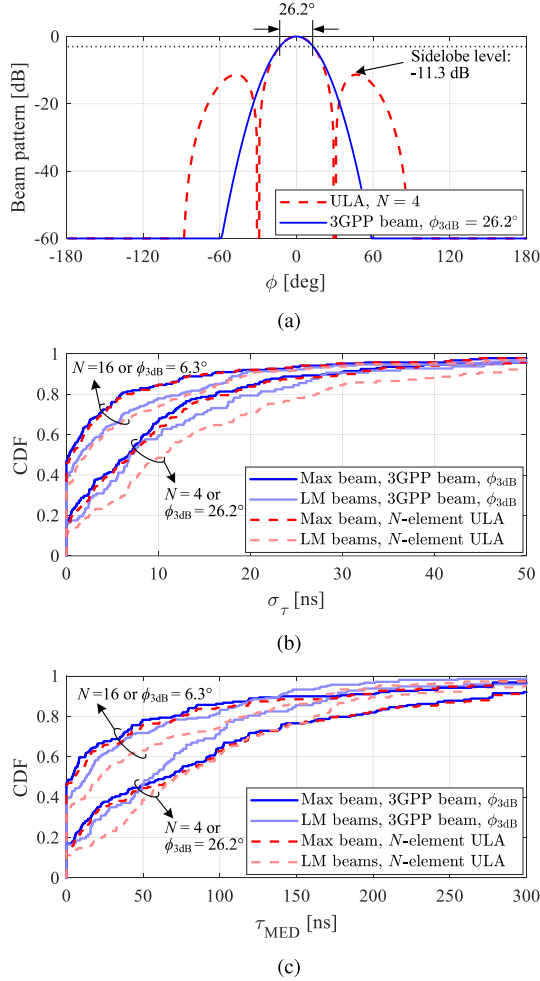 26.2°
0
-20
-40
-60
Beam pattern [dB]
Sidelobe level:
-11.3 dB
ULA, N = 4
3GPP beam, ϕ3dB = 26.2°
-180 -120 -60 0 60 120 180
ϕ [deg]
(a)
1
0.8
0.6
0.4
0.2
0
CDF
N=16 or ϕ3dB = 6.3°
N = 4 or
ϕ3dB = 26.2°
Max beam, 3GPP beam, ϕ3dB
LM beams, 3GPP beam, ϕ3dB
Max beam, N-element ULA
LM beams, N-element ULA
0 10 20 30 40 50
στ [ns]
(b)
1
0.8
0.6
0.4
0.2
0
CDF
N=16 or ϕ3dB = 6.3°
N = 4 or
ϕ3dB = 26.2°
Max beam, 3GPP beam, ϕ3dB
LM beams, 3GPP beam, ϕ3dB
Max beam, N-element ULA
LM beams, N-element ULA
0 50 100 150 200 250 300
τMED [ns]
(c)